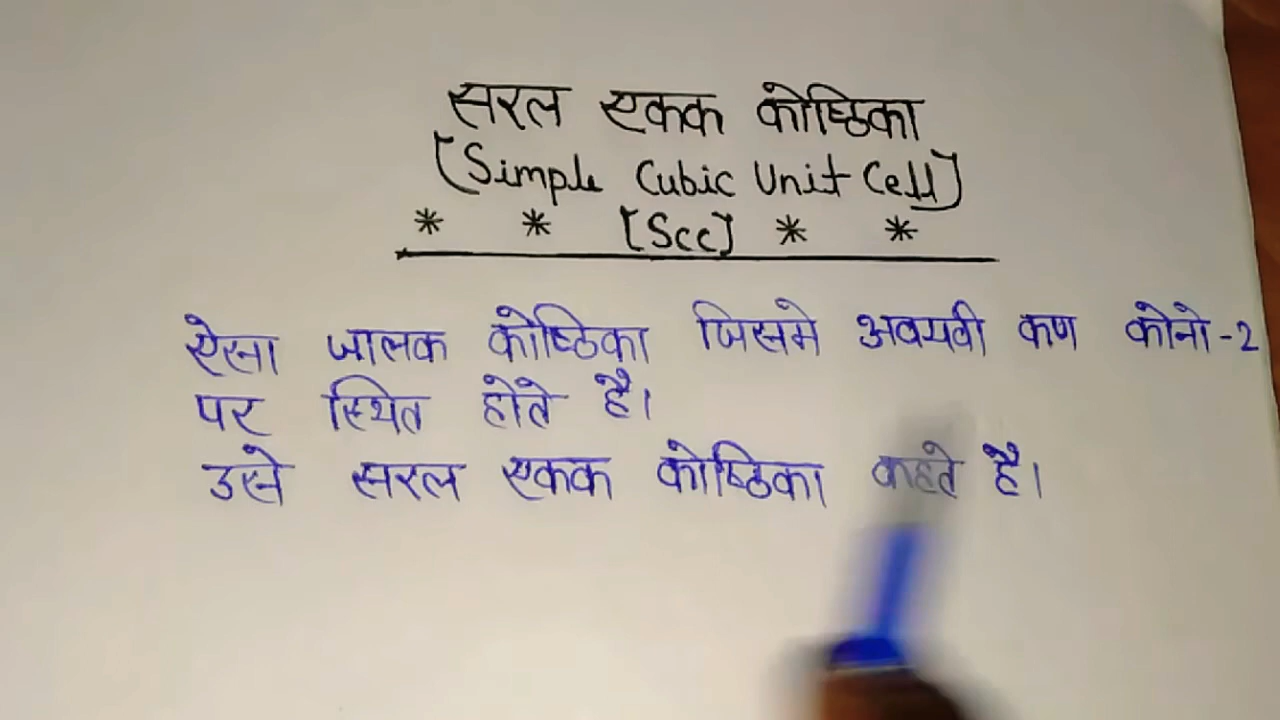 सरल एकक कोष्ठिका
[Simple Cubic Unit Cell]
* * [Scc] * *
ऐसा जालक कोष्ठिका जिसमे अवयवी कण कोनो-2
पर स्थित होते है।
उसे सरल एकक कोष्ठिका कहते है।